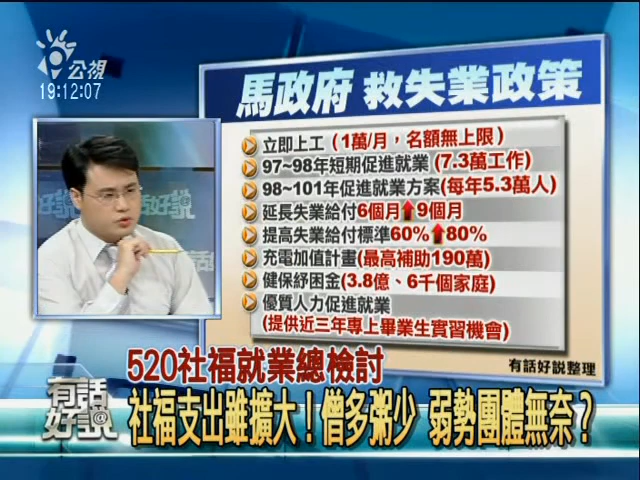 公視
19:12:07
馬政府 救失業政策
立即上工（1萬/月，名額無上限）
97~98年短期促進就業(7.3萬工作)
98~101年促進就業方案(每年5.3萬人)
延長失業給付6個月⬆9個月
提高失業給付標準60%⬆80%
充電加值計畫(最高補助190萬)
健保紓困金(3.8億、6千個家庭)
優質人力促進就業
(提供近三年專上畢業生實習機會)
有話好說整理
520社福就業總檢討
有話好說@
社福支出雖擴大！僧多粥少 弱勢團體無奈？